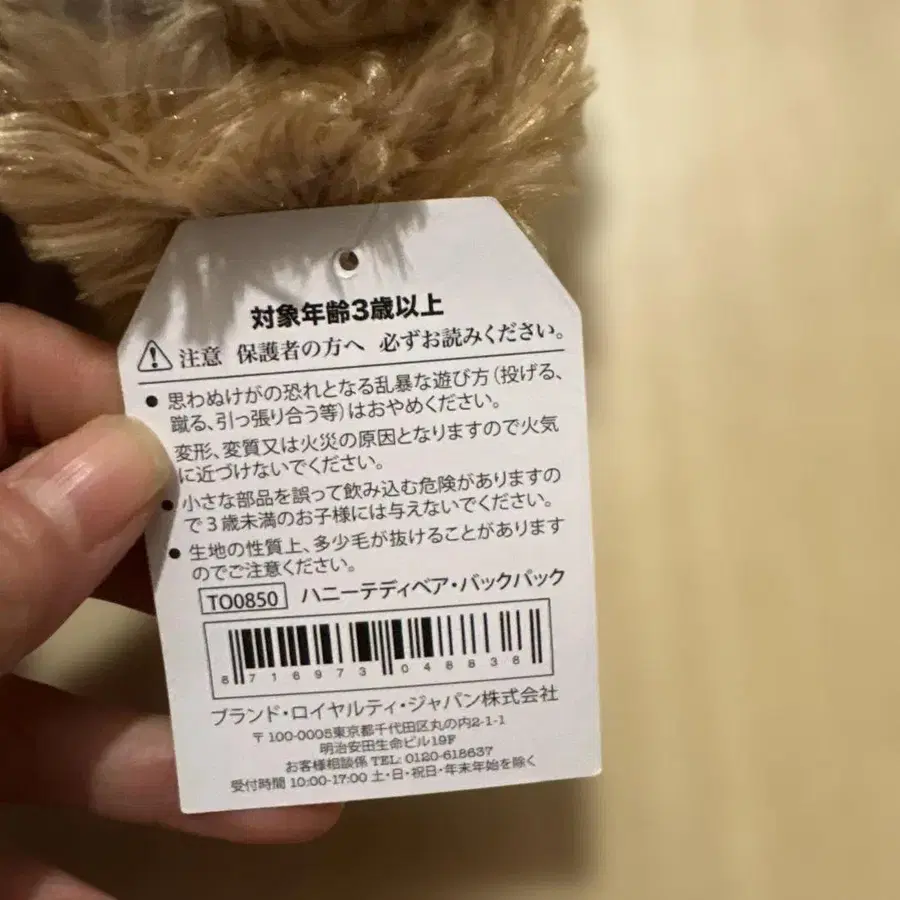 対象年齢3歳以上
注意 保護者の方へ 必ずお読みください。
● 思わぬけがの恐れとなる乱暴な遊び方(投げる、
蹴る、引っ張り合う等)はおやめください。
変形、変質又は火災の原因となりますので火気
に近づけないでください。
● 小さな部品を誤って飲み込む危険がありますの
で3歳未満のお子様には与えないでください。
● 生地の性質上、多少毛が抜けることがあります
のでご注意ください。
TO0850 ハニーテディベア・バックパック
8 716973 048836
ブランド・ロイヤルティ・ジャパン株式会社
〒100-0005東京都千代田区丸の内2-1-1
明治安田生命ビル19F
お客様相談係 TEL: 0120-618637
受付時間 10:00-17:00 土・日・祝日・年末年始を除く